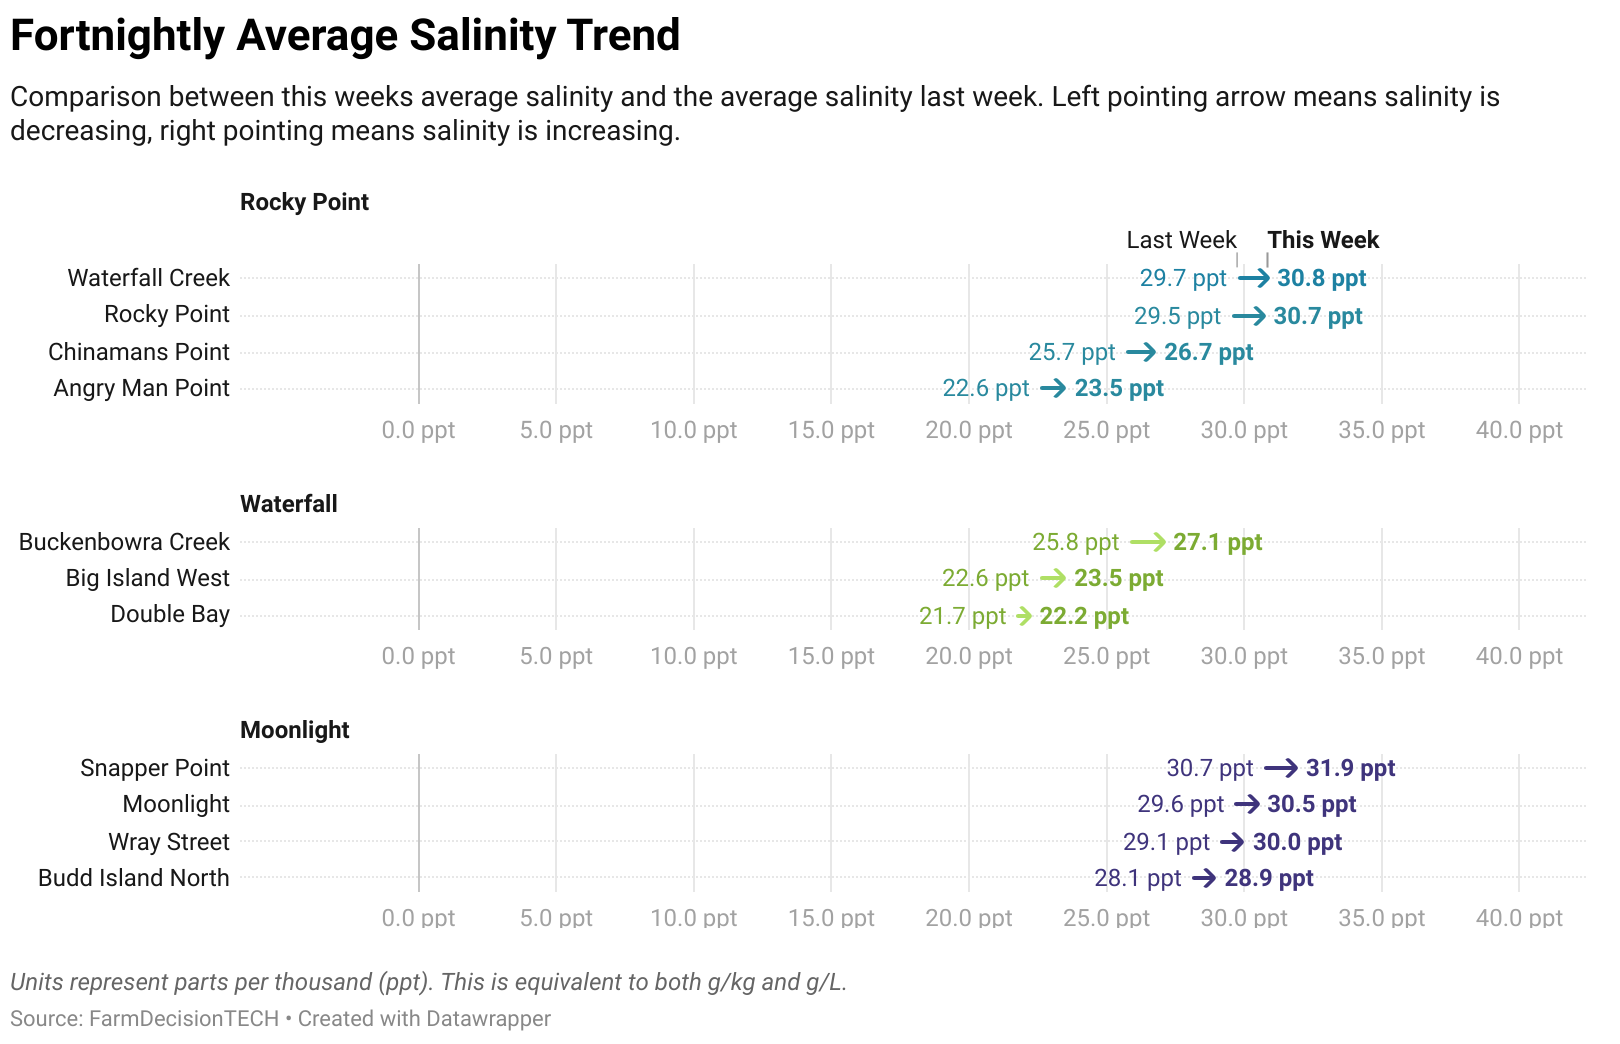 Fortnightly Average Salinity Trend
Comparison between this weeks average salinity and the average salinity last week. Left pointing arrow means salinity is
decreasing, right pointing means salinity is increasing.
Rocky Point
Last Week This Week
Waterfall Creek 29.7 ppt 30.8 ppt
Rocky Point 29.5 ppt 30.7 ppt
Chinamans Point 25.7 ppt 26.7 ppt
Angry Man Point 22.6 ppt 23.5 ppt
0.0 ppt 5.0 ppt 10.0 ppt 15.0 ppt 20.0 ppt 25.0 ppt 30.0 ppt 35.0 ppt 40.0 ppt
Waterfall
Buckenbowra Creek 25.8 ppt 27.1 ppt
Big Island West 22.6 ppt 23.5 ppt
Double Bay 21.7 ppt 22.2 ppt
0.0 ppt 5.0 ppt 10.0 ppt 15.0 ppt 20.0 ppt 25.0 ppt 30.0 ppt 35.0 ppt 40.0 ppt
Moonlight
Snapper Point 30.7 ppt 31.9 ppt
Moonlight 29.6 ppt 30.5 ppt
Wray Street 29.1 ppt 30.0 ppt
Budd Island North 28.1 ppt 28.9 ppt
0.0 ppt 5.0 ppt 10.0 ppt 15.0 ppt 20.0 ppt 25.0 ppt 30.0 ppt 35.0 ppt 40.0 ppt
Units represent parts per thousand (ppt). This is equivalent to both g/kg and g/L.
Source: FarmDecisionTECH • Created with Datawrapper